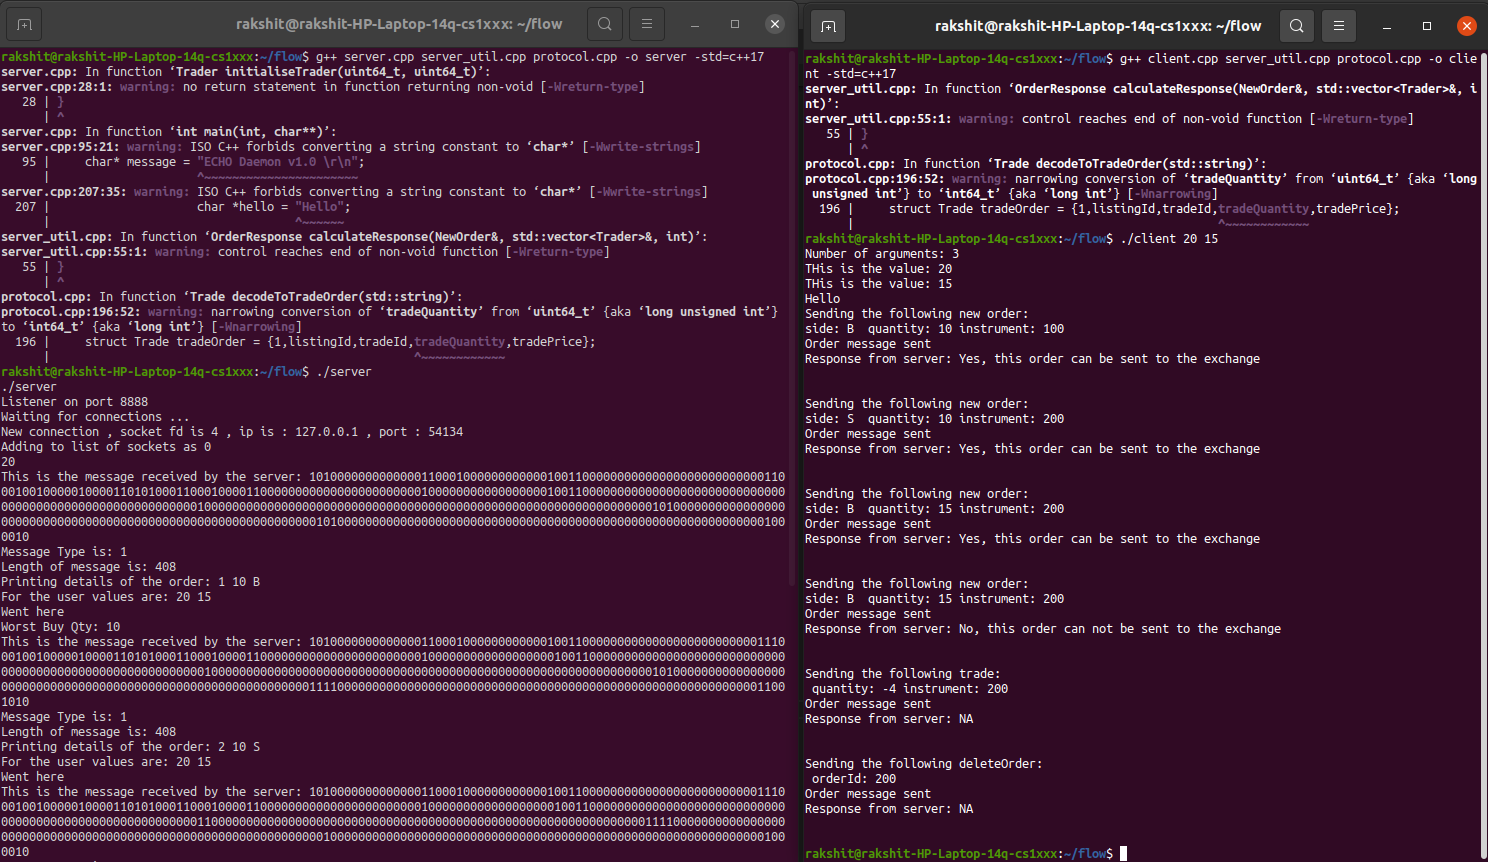 rakshit@rakshit-HP-Laptop-14q-cs1xxx: ~/flow
rakshit@rakshit-HP-Laptop-14q-cs1xxx:~/flow$ g++ server.cpp server_util.cpp protocol.cpp -o server -std=c++17
server.cpp: In function ‘Trader initialiseTrader(uint64_t, uint64_t)’:
server.cpp:28:1: warning: no return statement in function returning non-void [-Wreturn-type]
28 | }
| ^
server.cpp: In function ‘int main(int, char**)’:
server.cpp:95:21: warning: ISO C++ forbids converting a string constant to ‘char*’ [-Wwrite-strings]
95 | char* message = "ECHO Daemon v1.0 \r\n";
| ^~~~~~~~~~~~~~~~~~~~~~~
server.cpp:207:35: warning: ISO C++ forbids converting a string constant to ‘char*’ [-Wwrite-strings]
207 | char *hello = "Hello";
| ^~~~~~~
server_util.cpp: In function ‘OrderResponse calculateResponse(NewOrder&, std::vector<Trader>&, int)’:
server_util.cpp:55:1: warning: control reaches end of non-void function [-Wreturn-type]
55 | }
| ^
protocol.cpp: In function ‘Trade decodeToTradeOrder(std::string)’:
protocol.cpp:196:52: warning: narrowing conversion of ‘tradeQuantity’ from ‘uint64_t’ {aka ‘long unsigned int’}
to ‘int64_t’ {aka ‘long int’} [-Wnarrowing]
196 | struct Trade tradeOrder = {1,listingId,tradeId,tradeQuantity,tradePrice};
| ^~~~~~~~~~~~~
rakshit@rakshit-HP-Laptop-14q-cs1xxx:~/flow$ ./server
./server
Listener on port 8888
Waiting for connections ...
New connection , socket fd is 4 , ip is : 127.0.0.1 , port : 54134
Adding to list of sockets as 0
20
This is the message received by the server:
0010
Message Type is: 1
Length of message is: 408
Printing details of the order: 1 10 B
For the user values are: 20 15
Went here
Worst Buy Qty: 10
This is the message received by the server:
1010
Message Type is: 1
Length of message is: 408
Printing details of the order: 2 10 S
For the user values are: 20 15
Went here
This is the message received by the server:
0010
rakshit@rakshit-HP-Laptop-14q-cs1xxx: ~/flow
rakshit@rakshit-HP-Laptop-14q-cs1xxx:~/flow$ g++ client.cpp server_util.cpp protocol.cpp -o clie
nt -std=c++17
server_util.cpp: In function ‘OrderResponse calculateResponse(NewOrder&, std::vector<Trader>&, i
nt)’:
server_util.cpp:55:1: warning: control reaches end of non-void function [-Wreturn-type]
55 | }
| ^
protocol.cpp: In function ‘Trade decodeToTradeOrder(std::string)’:
protocol.cpp:196:52: warning: narrowing conversion of ‘tradeQuantity’ from ‘uint64_t’ {aka ‘long
unsigned int’} to ‘int64_t’ {aka ‘long int’} [-Wnarrowing]
196 | struct Trade tradeOrder = {1,listingId,tradeId,tradeQuantity,tradePrice};
| ^~~~~~~~~~~~~
rakshit@rakshit-HP-Laptop-14q-cs1xxx:~/flow$ ./client 20 15
Number of arguments: 3
THis is the value: 20
THis is the value: 15
Hello
Sending the following new order:
side: B  quantity: 10 instrument: 100
Order message sent
Response from server: Yes, this order can be sent to the exchange
Sending the following new order:
side: S  quantity: 10 instrument: 200
Order message sent
Response from server: Yes, this order can be sent to the exchange
Sending the following new order:
side: B  quantity: 15 instrument: 200
Order message sent
Response from server: Yes, this order can be sent to the exchange
Sending the following new order:
side: B  quantity: 15 instrument: 200
Order message sent
Response from server: No, this order can not be sent to the exchange
Sending the following trade:
quantity: -4 instrument: 200
Order message sent
Response from server: NA
Sending the following deleteOrder:
orderId: 200
Order message sent
Response from server: NA
rakshit@rakshit-HP-Laptop-14q-cs1xxx:~/flow$